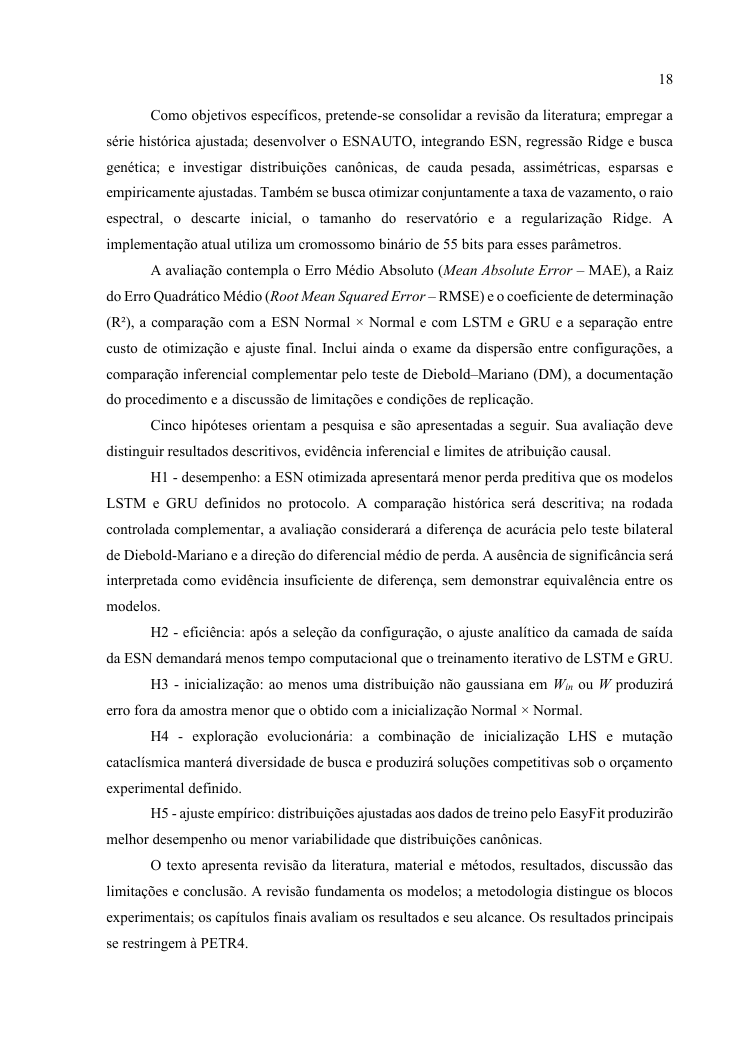 18
Como objetivos específicos, pretende-se consolidar a revisão da literatura; empregar a
série histórica ajustada; desenvolver o ESNAUTO, integrando ESN, regressão Ridge e busca
genética; e investigar distribuições canônicas, de cauda pesada, assimétricas, esparsas e
empiricamente ajustadas. Também se busca otimizar conjuntamente a taxa de vazamento, o raio
espectral, o descarte inicial, o tamanho do reservatório e a regularização Ridge. A
implementação atual utiliza um cromossomo binário de 55 bits para esses parâmetros.
A avaliação contempla o Erro Médio Absoluto (Mean Absolute Error – MAE), a Raiz
do Erro Quadrático Médio (Root Mean Squared Error – RMSE) e o coeficiente de determinação
(R²), a comparação com a ESN Normal × Normal e com LSTM e GRU e a separação entre
custo de otimização e ajuste final. Inclui ainda o exame da dispersão entre configurações, a
comparação inferencial complementar pelo teste de Diebold–Mariano (DM), a documentação
do procedimento e a discussão de limitações e condições de replicação.
Cinco hipóteses orientam a pesquisa e são apresentadas a seguir. Sua avaliação deve
distinguir resultados descritivos, evidência inferencial e limites de atribuição causal.
H1 - desempenho: a ESN otimizada apresentará menor perda preditiva que os modelos
LSTM e GRU definidos no protocolo. A comparação histórica será descritiva; na rodada
controlada complementar, a avaliação considerará a diferença de acurácia pelo teste bilateral
de Diebold-Mariano e a direção do diferencial médio de perda. A ausência de significância será
interpretada como evidência insuficiente de diferença, sem demonstrar equivalência entre os
modelos.
H2 - eficiência: após a seleção da configuração, o ajuste analítico da camada de saída
da ESN demandará menos tempo computacional que o treinamento iterativo de LSTM e GRU.
H3 - inicialização: ao menos uma distribuição não gaussiana em Win ou W produzirá
erro fora da amostra menor que o obtido com a inicialização Normal × Normal.
H4 - exploração evolucionária: a combinação de inicialização LHS e mutação
cataclísmica manterá diversidade de busca e produzirá soluções competitivas sob o orçamento
experimental definido.
H5 - ajuste empírico: distribuições ajustadas aos dados de treino pelo EasyFit produzirão
melhor desempenho ou menor variabilidade que distribuições canônicas.
O texto apresenta revisão da literatura, material e métodos, resultados, discussão das
limitações e conclusão. A revisão fundamenta os modelos; a metodologia distingue os blocos
experimentais; os capítulos finais avaliam os resultados e seu alcance. Os resultados principais
se restringem à PETR4.